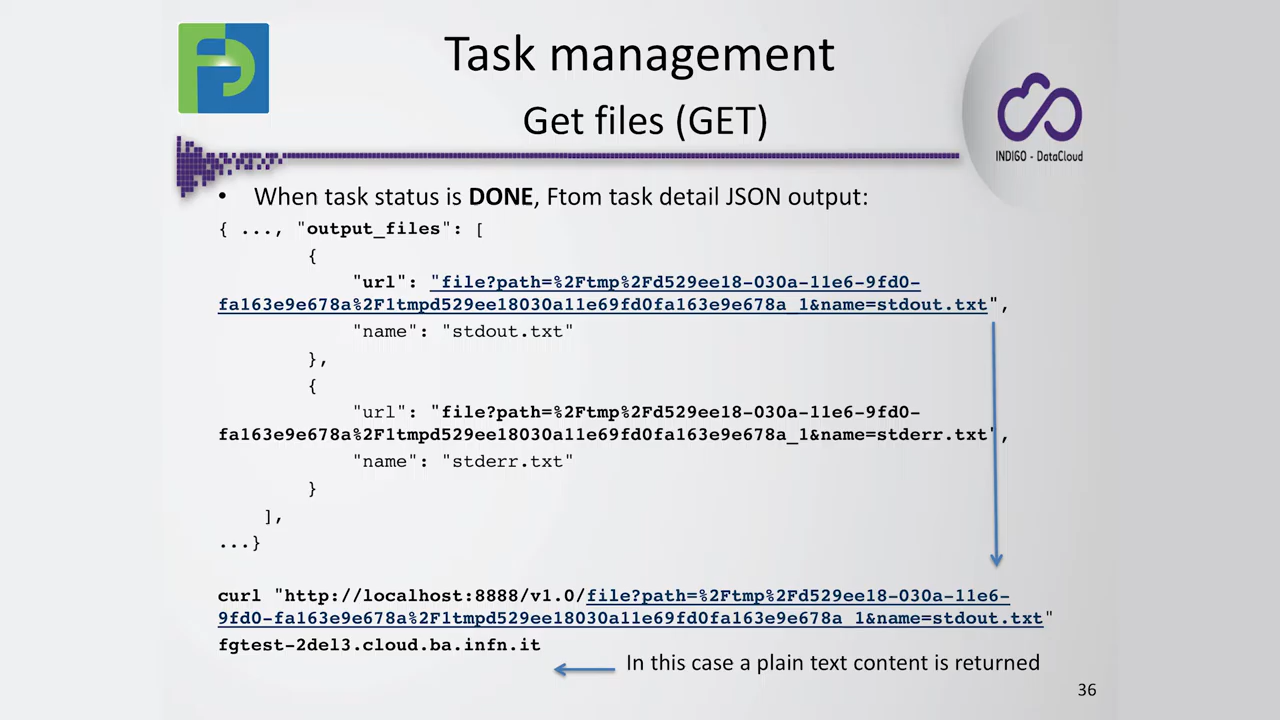 Task management
Get files (GET)
INDIGO - DataCloud
• When task status is DONE, Ftom task detail JSON output:
{ ..., "output_files": [
{
"url": "file?path=%2Ftmp%2Fd529ee18-030a-11e6-9fd0-
fa163e9e678a%2F1tmpd529ee18030a11e69fd0fa163e9e678a_1&name=stdout.txt",
"name": "stdout.txt"
},
{
"url": "file?path=%2Ftmp%2Fd529ee18-030a-11e6-9fd0-
fa163e9e678a%2F1tmpd529ee18030a11e69fd0fa163e9e678a_1&name=stderr.txt",
"name": "stderr.txt"
}
],
...}
curl "http://localhost:8888/v1.0/file?path=%2Ftmp%2Fd529ee18-030a-11e6-
9fd0-fa163e9e678a%2F1tmpd529ee18030a11e69fd0fa163e9e678a_1&name=stdout.txt"
fgtest-2del3.cloud.ba.infn.it
In this case a plain text content is returned
36